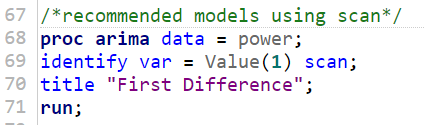 67 /*recommended models using scan*/
68 proc arima data = power;
69 identify var = Value(1) scan;
70 title "First Difference";
71 run;